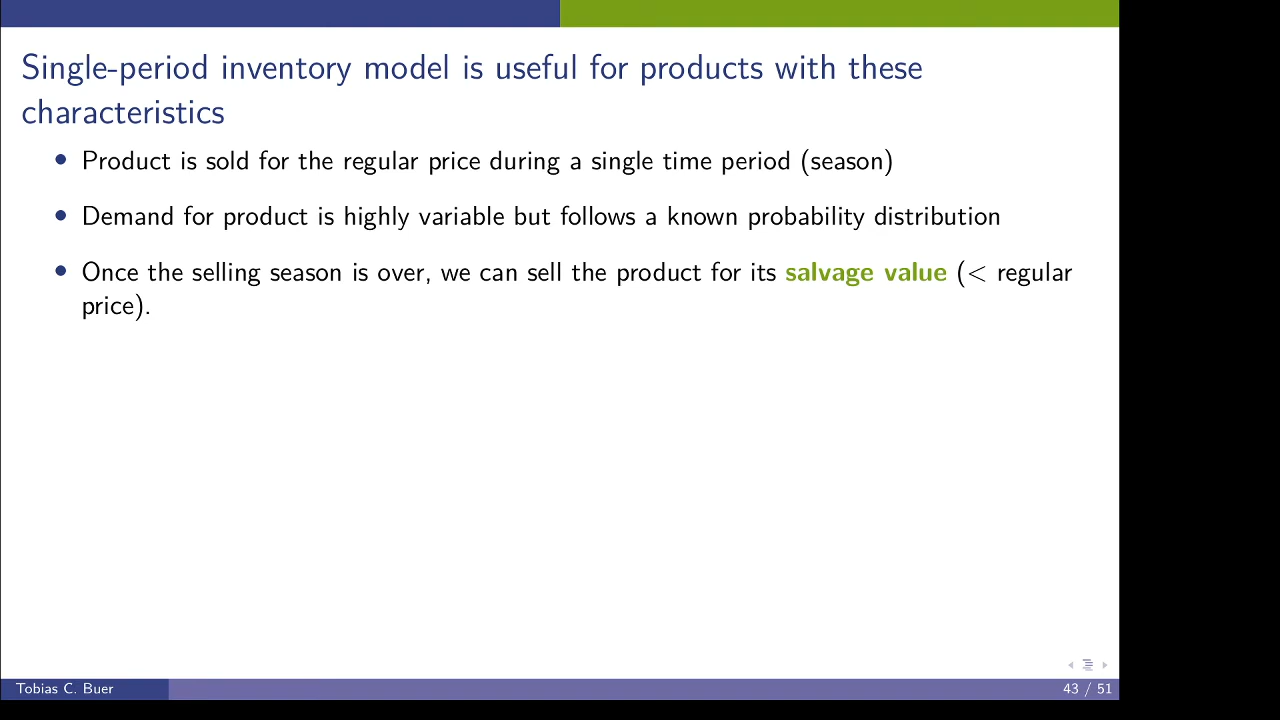 Single-period inventory model is useful for products with these
characteristics
• Product is sold for the regular price during a single time period (season)
• Demand for product is highly variable but follows a known probability distribution
• Once the selling season is over, we can sell the product for its salvage value (< regular
price).
Tobias C. Buer
43 / 51